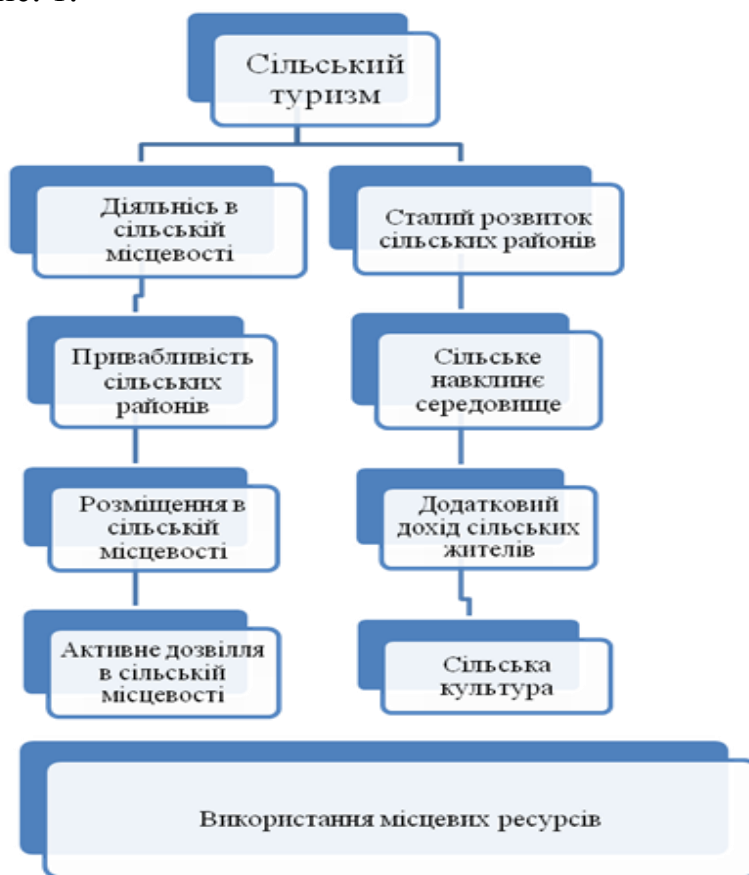 Сільський
туризм
Діяльнісь в
сільській
місцевості
Сталий розвиток
сільських районів
Привабливість
сільських
районів
Сільське
навклинє
середовище
Розміщення в
сільській
місцевості
Додатковий
дохід сільських
жителів
Активне дозвілля
в сільській
місцевості
Сільська
культура
Використання місцевих ресурсів